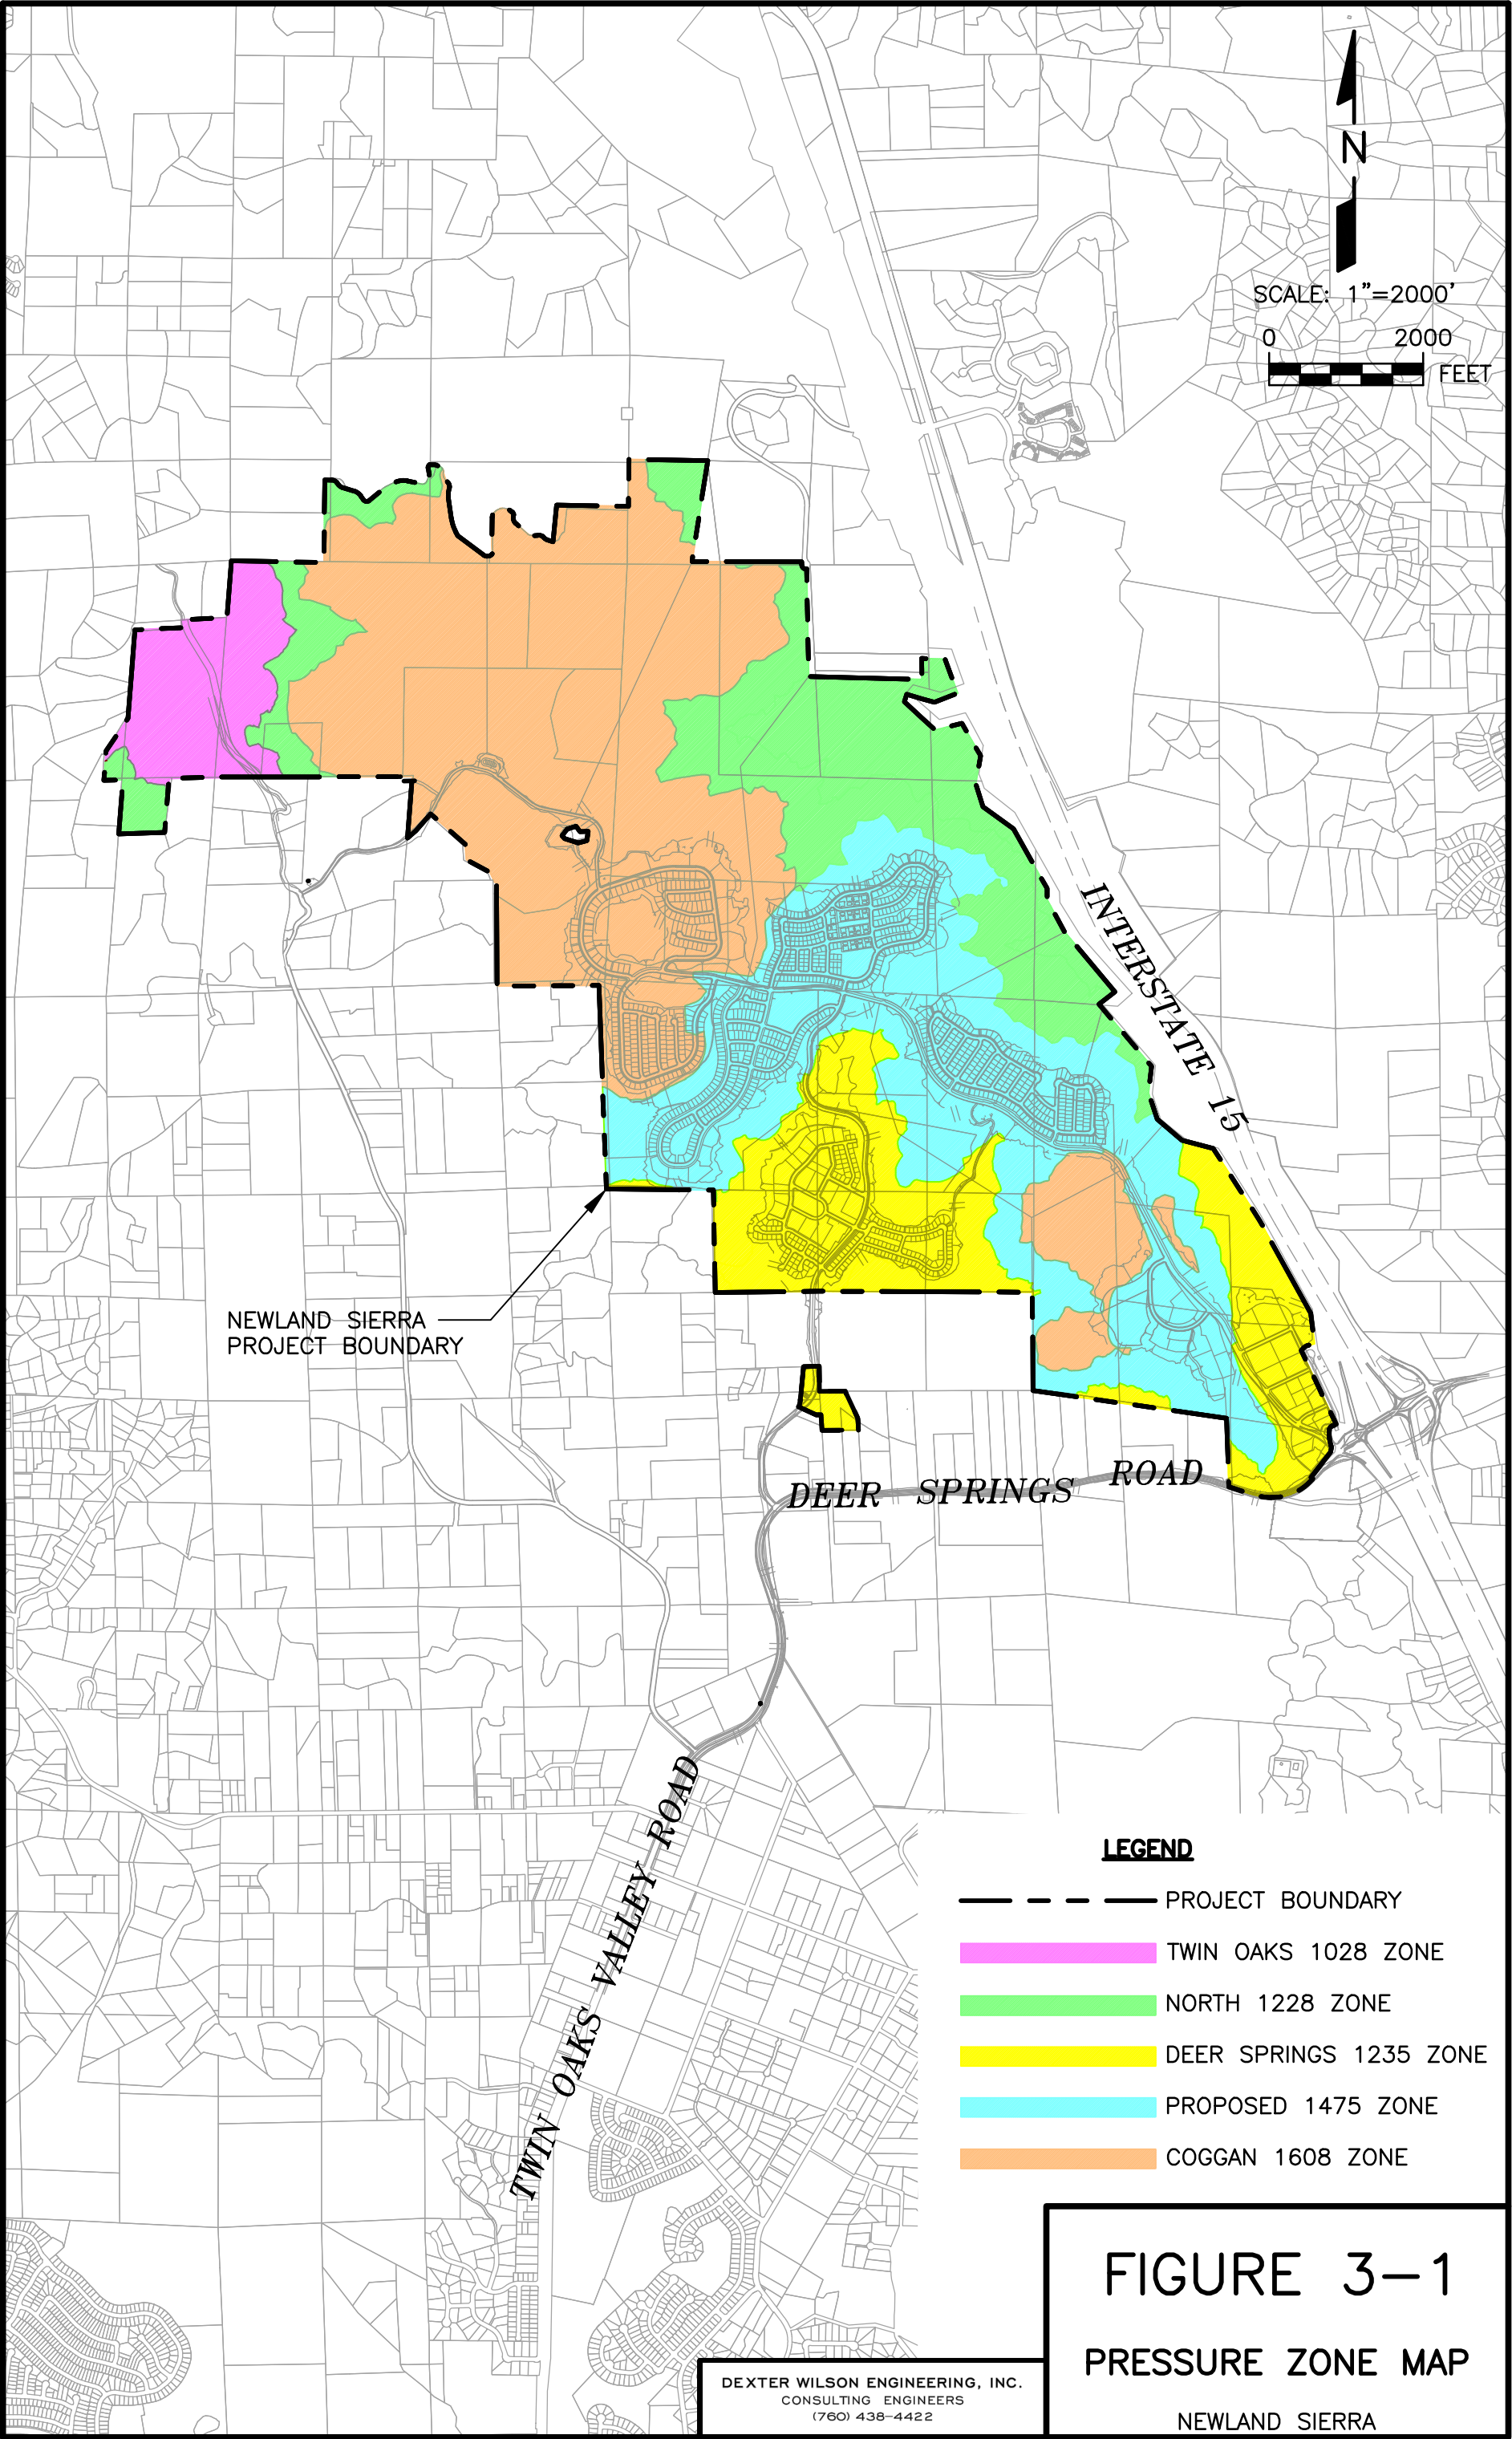 N
SCALE: 1"=2000'
0 2000
FEET
INTERSTATE 15
NEWLAND SIERRA
PROJECT BOUNDARY
DEER SPRINGS ROAD
TWIN OAKS VALLEY ROAD
LEGEND
PROJECT BOUNDARY
TWIN OAKS 1028 ZONE
NORTH 1228 ZONE
DEER SPRINGS 1235 ZONE
PROPOSED 1475 ZONE
COGGAN 1608 ZONE
FIGURE 3-1
PRESSURE ZONE MAP
NEWLAND SIERRA
DEXTER WILSON ENGINEERING, INC.
CONSULTING ENGINEERS
(760) 438-4422